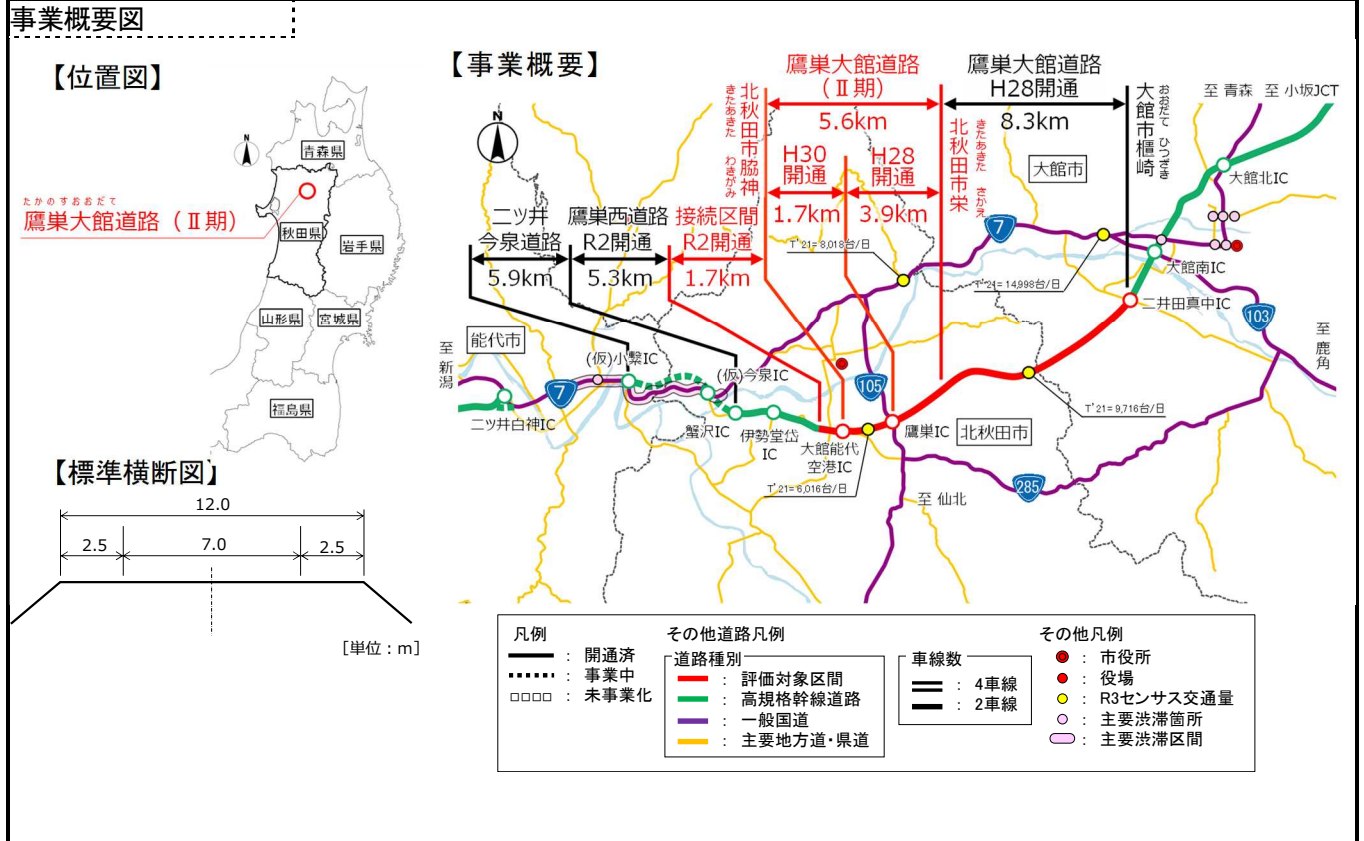 事業概要図
【位置図】
N
青森県
たかのすおおだて
鷹巣大館道路（Ⅱ期）
秋田県
岩手県
山形県
宮城県
福島県
【標準横断図】
12.0
2.5
7.0
2.5
[単位：m]
【事業概要】
N
鷹巣大館道路
（Ⅱ期）
5.6km
鷹巣大館道路
H28開通
8.3km
北秋田市脇神
きたあきた わきがみ
北秋田市栄
きたあきた さかえ
大館市櫃崎
おおだて ひつざき
至 青森
至 小坂JCT
H30
開通
1.7km
H28
開通
3.9km
二ツ井
今泉道路
5.9km
鷹巣西道路
R2開通
5.3km
接続区間
R2開通
1.7km
大館市
大館北IC
7
T'21=8,018台/日
大館南IC
T'21=14,998台/日
二井田真中IC
103
至 鹿角
能代市
至 新潟
(仮)小繋IC
(仮)今泉IC
7
105
二ツ井白神IC
蟹沢IC
伊勢堂岱
IC
大館能代
空港IC
鷹巣IC
北秋田市
T'21=9,716台/日
T'21=6,016台/日
285
至 仙北
凡例
： 開通済
： 事業中
： 未事業化
その他道路凡例
道路種別
： 評価対象区間
： 高規格幹線道路
： 一般国道
： 主要地方道・県道
車線数
： 4車線
： 2車線
その他凡例
： 市役所
： 役場
： R3センサス交通量
： 主要渋滞箇所
： 主要渋滞区間